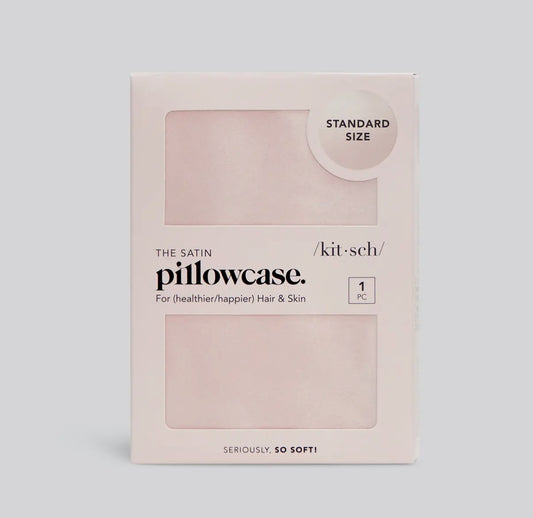 STANDARD
SIZE
/kit·sch/
THE SATIN
pillowcase.
For (healthier/happier) Hair & Skin
1
PC
SERIOUSLY, SO SOFT!